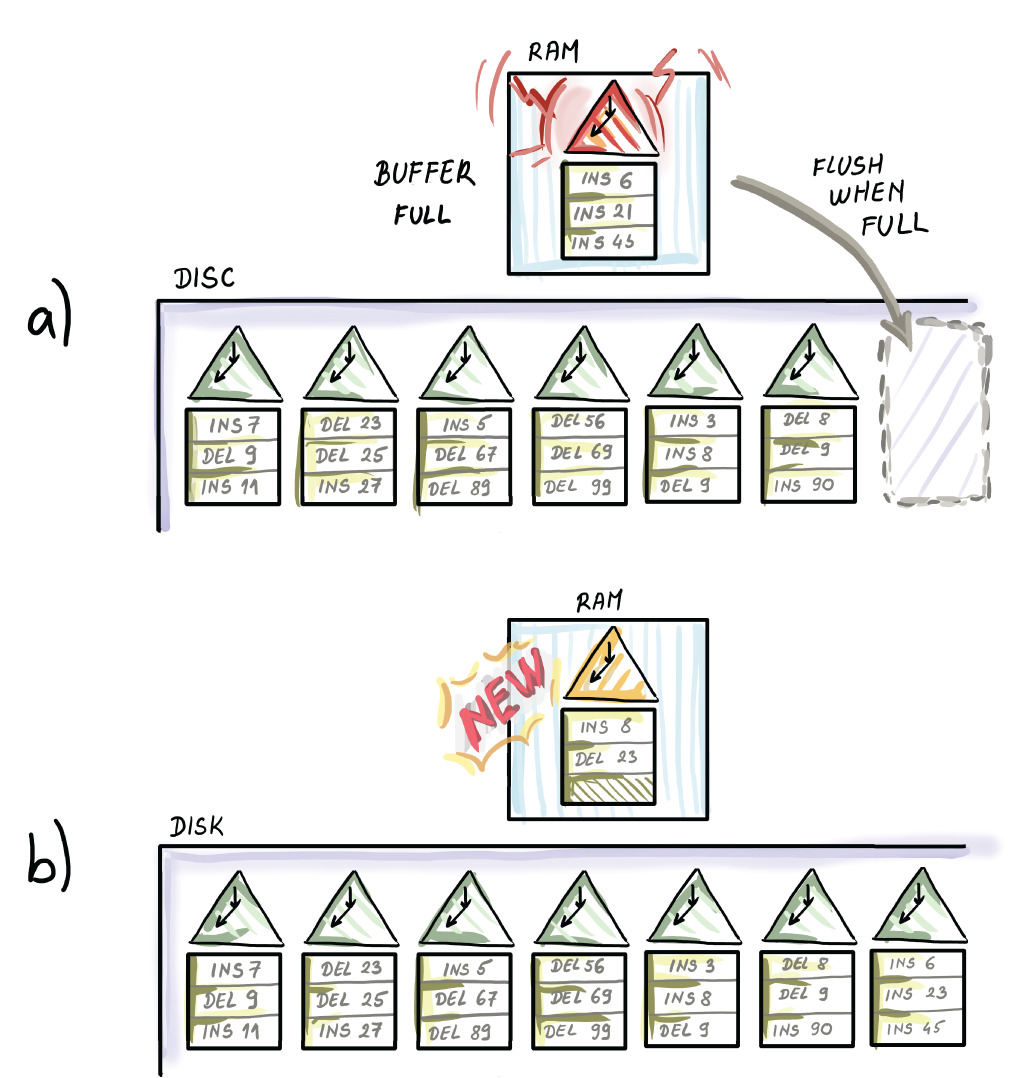 RAM
BUFFER
FULL
INS 6
INS 21
INS 45
FLUSH
WHEN
FULL
a)
DISC
INS 7
DEL 9
INS 11
DEL 23
DEL 25
INS 27
INS 5
DEL 67
DEL 89
DEL 56
DEL 69
DEL 99
INS 3
INS 8
DEL 9
DEL 8
DEL 9
INS 90
RAM
NEW
INS 8
DEL 23
b)
DISK
INS 7
DEL 9
INS 11
DEL 23
DEL 25
INS 27
INS 5
DEL 67
DEL 89
DEL 56
DEL 69
DEL 99
INS 3
INS 8
DEL 9
DEL 8
DEL 9
INS 90
INS 6
INS 23
INS 45